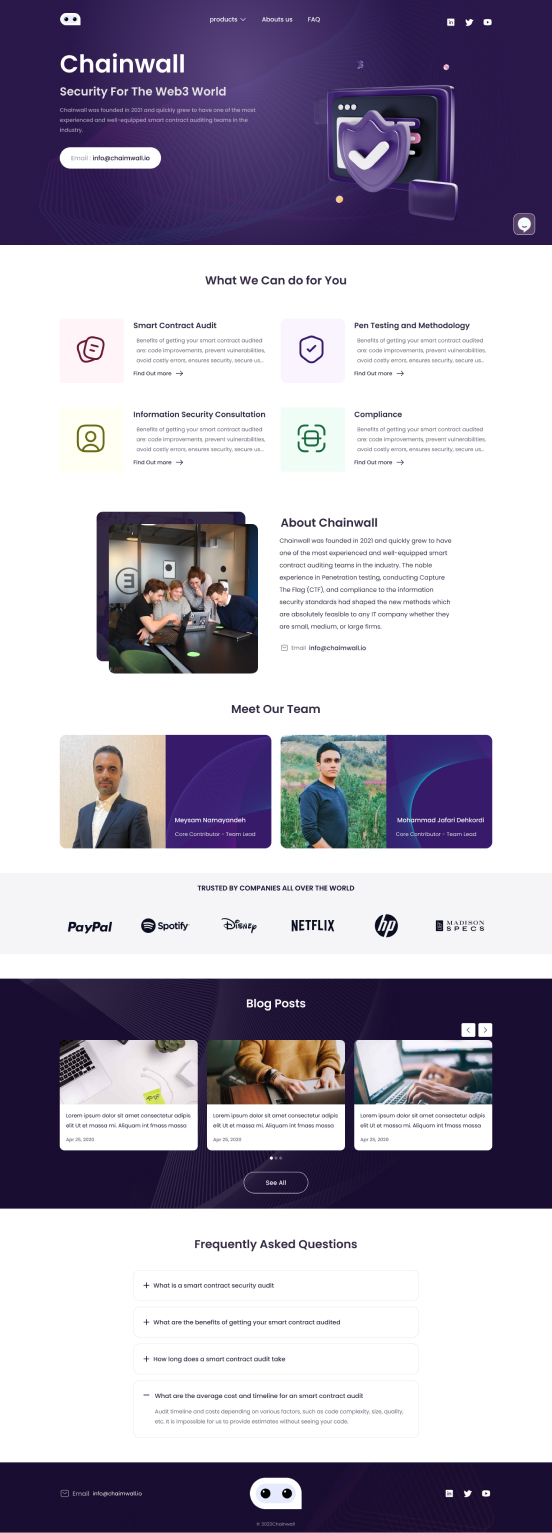 products
Abouts us
FAQ
Chainwall
Security For The Web3 World
Chainwall was founded in 2021 and quickly grew to have one of the most
experienced and well-equipped smart contract auditing teams in the
industry.
Email : info@chaimwall.io
What We Can do for You
Smart Contract Audit
Benefits of getting your smart contract audited
are: code improvements, prevent vulnerabilities,
avoid costly errors, ensures security, secure us...
Find Out more
Pen Testing and Methodology
Benefits of getting your smart contract audited
are: code improvements, prevent vulnerabilities,
avoid costly errors, ensures security, secure us...
Find Out more
Information Security Consultation
Benefits of getting your smart contract audited
are: code improvements, prevent vulnerabilities,
avoid costly errors, ensures security, secure us...
Find Out more
Compliance
Benefits of getting your smart contract audited
are: code improvements, prevent vulnerabilities,
avoid costly errors, ensures security, secure us...
Find Out more
About Chainwall
Chainwall was founded in 2021 and quickly grew to have
one of the most experienced and well-equipped smart
contract auditing teams in the industry. The noble
experience in Penetration testing, conducting Capture
The Flag (CTF), and compliance to the information
security standards had shaped the new methods which
are absolutely feasible to any IT company whether they
are small, medium, or large firms.
Email info@chaimwall.io
Meet Our Team
Meysam Namayandeh
Core Contributor - Team Lead
Mohammad Jafari Dehkordi
Core Contributor - Team Lead
TRUSTED BY COMPANIES ALL OVER THE WORLD
PayPal
Spotify
Disney
NETFLIX
hp
MADISON
SPECS
Blog Posts
Lorem ipsum dolor sit amet consectetur adipis
elit Ut et massa mi. Aliquam int fmass massa
Apr 25, 2020
Lorem ipsum dolor sit amet consectetur adipis
elit Ut et massa mi. Aliquam int fmass massa
Apr 25, 2020
Lorem ipsum dolor sit amet consectetur adipis
elit Ut et massa mi. Aliquam int fmass massa
Apr 25, 2020
See All
Frequently Asked Questions
What is a smart contract security audit
What are the benefits of getting your smart contract audited
How long does a smart contract audit take
What are the average cost and timeline for an smart contract audit
Audit timeline and costs depending on various factors, such as code complexity, size, quality,
etc. it is impossible for us to provide estimates without seeing your code.
Email info@chaimwall.io
© 2022Chainwall